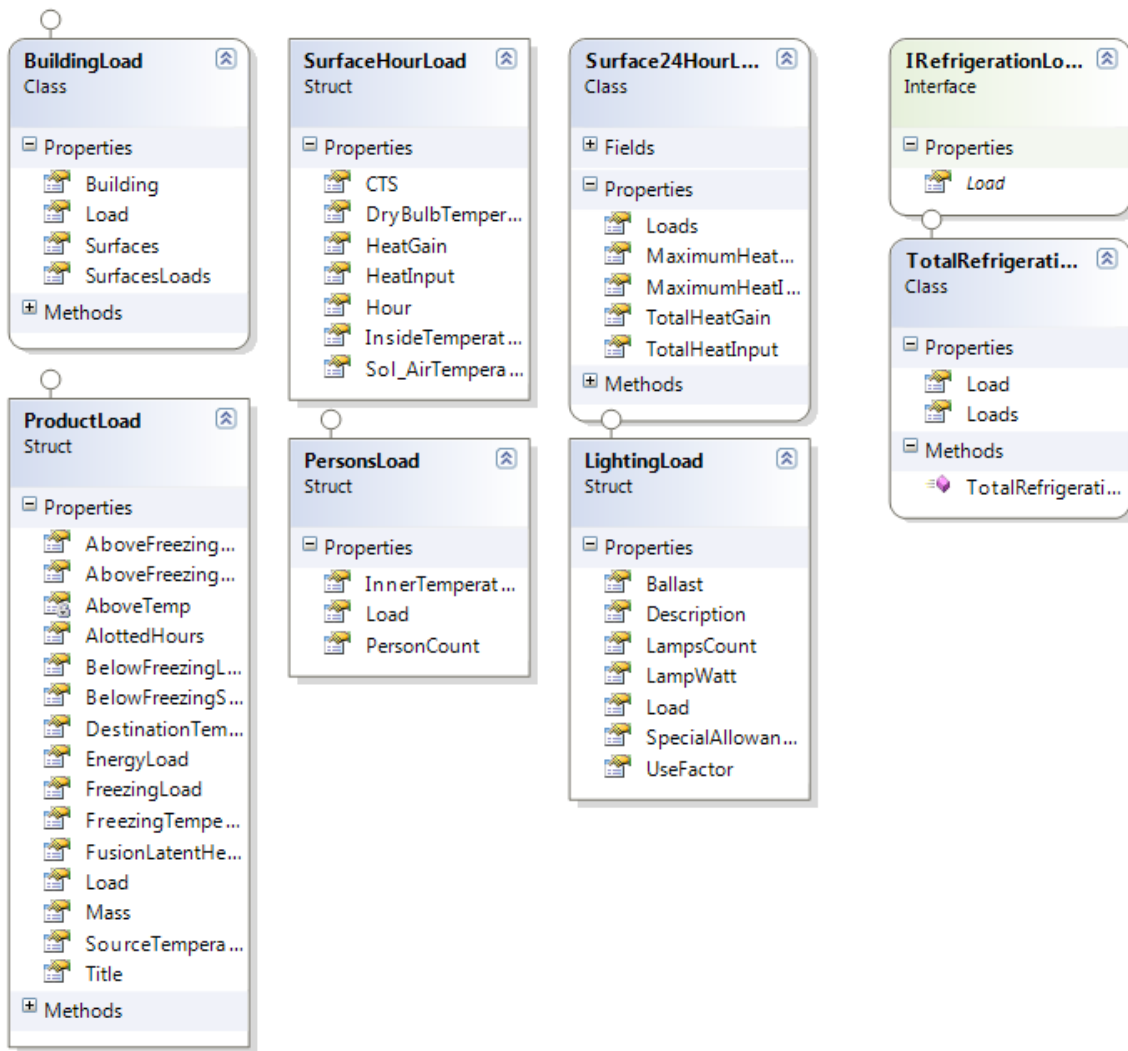 BuildingLoad
Class
Properties
Building
Load
Surfaces
SurfacesLoads
Methods
SurfaceHourLoad
Struct
Properties
CTS
DryBulbTemper...
HeatGain
HeatInput
Hour
InsideTemperat...
Sol_AirTempera...
Surface24HourL...
Class
Fields
Properties
Loads
MaximumHeat...
MaximumHeatI...
TotalHeatGain
TotalHeatInput
Methods
IRefrigerationLo...
Interface
Properties
Load
TotalRefrigerati...
Class
Properties
Load
Loads
Methods
TotalRefrigerati...
ProductLoad
Struct
Properties
AboveFreezing...
AboveFreezing...
AboveTemp
AlottedHours
BelowFreezingL...
BelowFreezingS...
DestinationTem...
EnergyLoad
FreezingLoad
FreezingTempe...
FusionLatentHe...
Load
Mass
SourceTempera...
Title
Methods
PersonsLoad
Struct
Properties
InnerTemperat...
Load
PersonCount
LightingLoad
Struct
Properties
Ballast
Description
LampsCount
LampWatt
Load
SpecialAllowan...
UseFactor